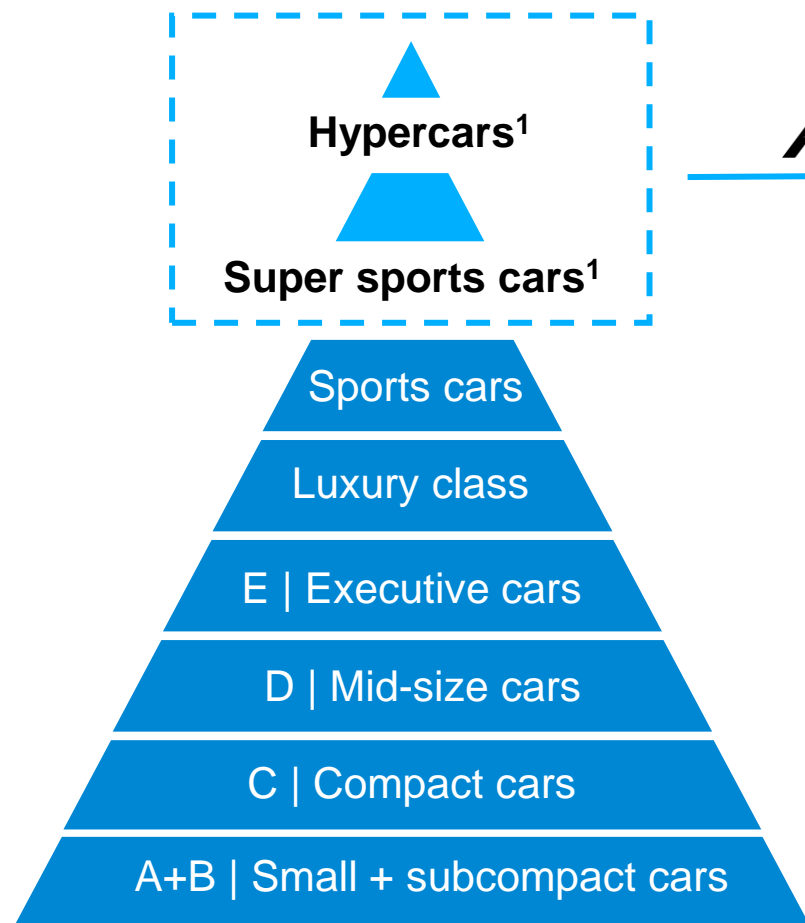 Hypercars¹
Super sports cars¹
Sports cars
Luxury class
E | Executive cars
D | Mid-size cars
C | Compact cars
A+B | Small + subcompact cars